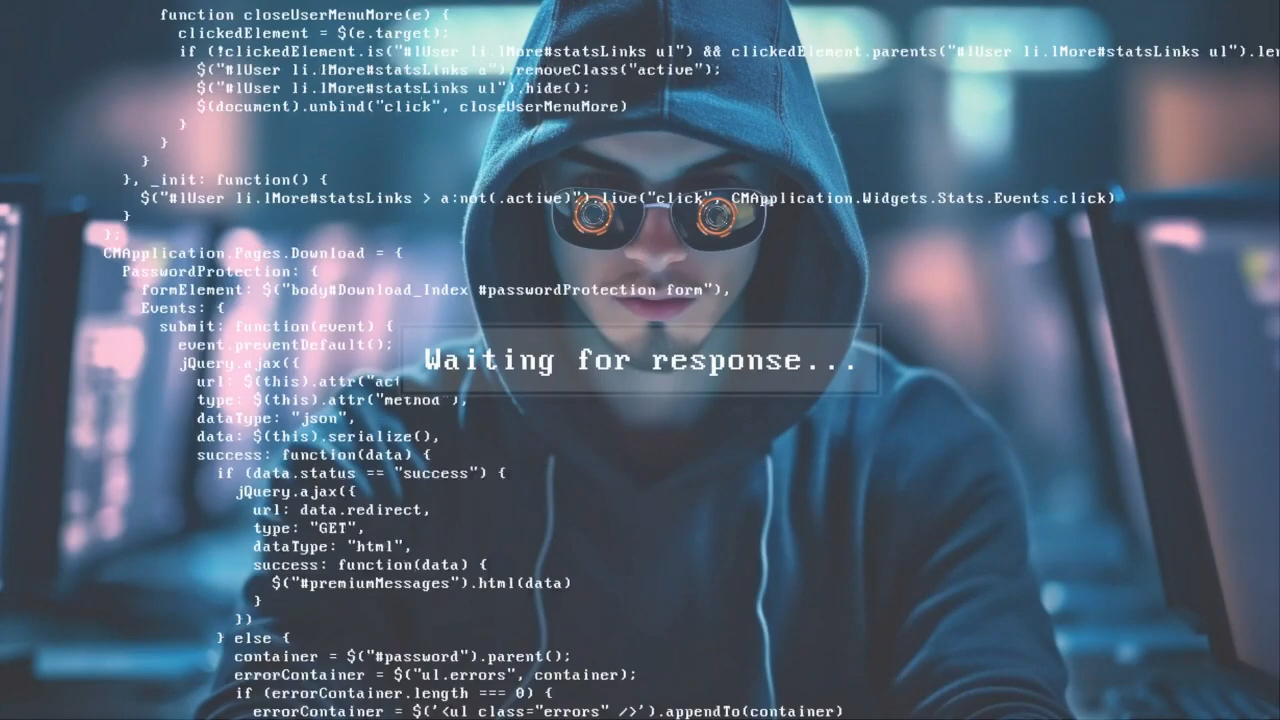 function closeUserMenuMore(e) {
clickedElement = $(e.target);
if (!clickedElement.is("#lUser li.lMore#statsLinks ul") && clickedElement.parents("#lUser li.lMore#statsLinks ul").le
$("#lUser li.lMore#statsLinks a").removeClass("active");
$("#lUser li.lMore#statsLinks ul").hide();
$(document).unbind("click", closeUserMenuMore)
}
}
}
}, _init: function() {
$("#lUser li.lMore#statsLinks > a:not(.active)").live("click", CMApplication.Widgets.Stats.Events.click)
}
};
CMApplication.Pages.Download = {
PasswordProtection: {
formElement: $("body#Download_Index #passwordProtection form"),
Events: {
submit: function(event) {
event.preventDefault();
Waiting for response...
jQuery.ajax({
url: $(this).attr("act
type: $(this).attr("method"),
dataType: "json",
data: $(this).serialize(),
success: function(data) {
if (data.status == "success") {
jQuery.ajax({
url: data.redirect,
type: "GET",
dataType: "html",
success: function(data) {
$("#premiumMessages").html(data)
}
})
} else {
container = $("#password").parent();
errorContainer = $("ul.errors", container);
if (errorContainer.length === 0) {
errorContainer = $('<ul class="errors" />').appendTo(container)